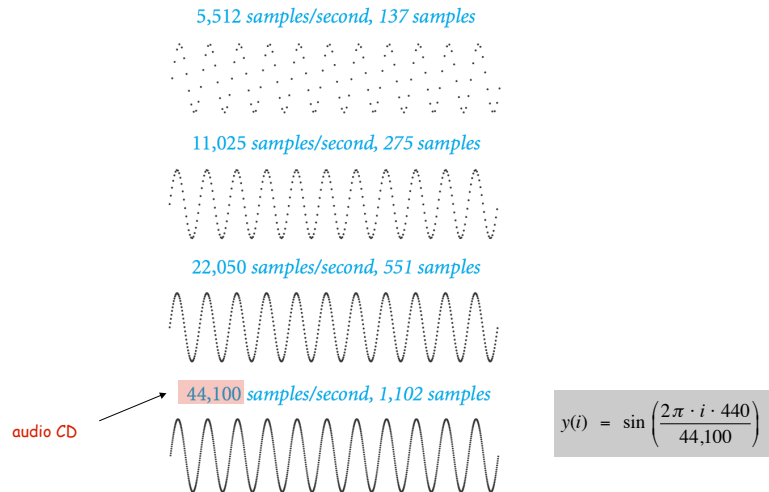 5,512 samples/second, 137 samples
11,025 samples/second, 275 samples
22,050 samples/second, 551 samples
44,100 samples/second, 1,102 samples
audio CD
y(i) = sin (2π · i · 440 / 44,100)